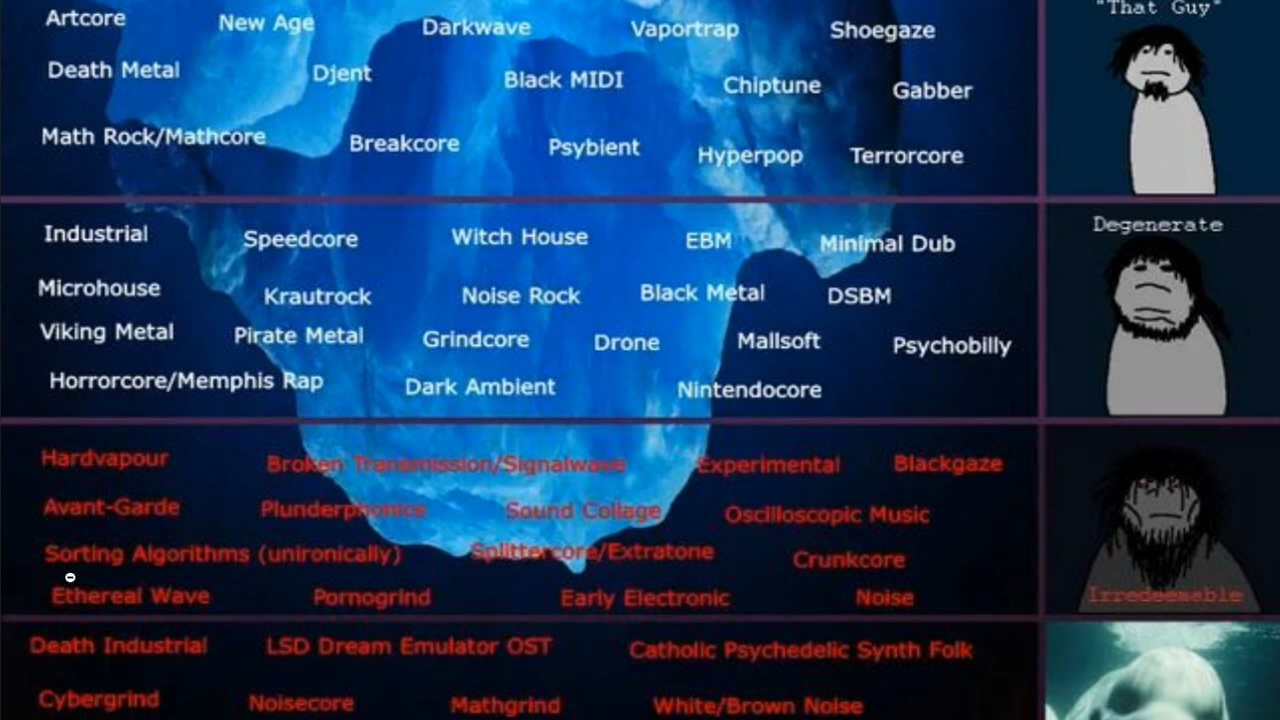 "That Guy"
Artcore New Age Darkwave Vaportrap Shoegaze
Death Metal Djent Black MIDI Chiptune Gabber
Math Rock/Mathcore Breakcore Psybient Hyperpop Terrorcore
Degenerate
Industrial Speedcore Witch House EBM Minimal Dub
Microhouse Krautrock Noise Rock Black Metal DSBM
Viking Metal Pirate Metal Grindcore Drone Mallsoft Psychobilly
Horrorcore/Memphis Rap Dark Ambient Nintendocore
Hardvapour Broken Transmission/Signalwave Experimental Blackgaze
Avant-Garde Plunderphonics Sound Collage Oscilloscopic Music
Sorting Algorithms (unironically) Splittercore/Extratone Crunkcore
Ethereal Wave Pornogrind Early Electronic Noise
Irredeemable
Death Industrial LSD Dream Emulator OST Catholic Psychedelic Synth Folk
Cybergrind Noisecore Mathgrind White/Brown Noise